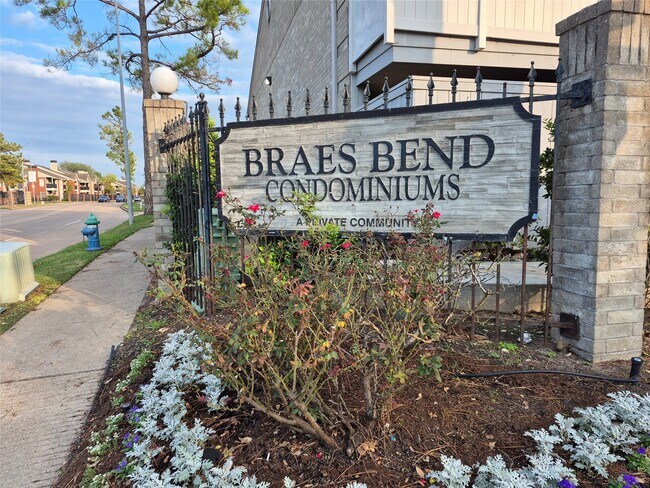 BRAES BEND
CONDOMINIUMS
A PRIVATE COMMUNITY